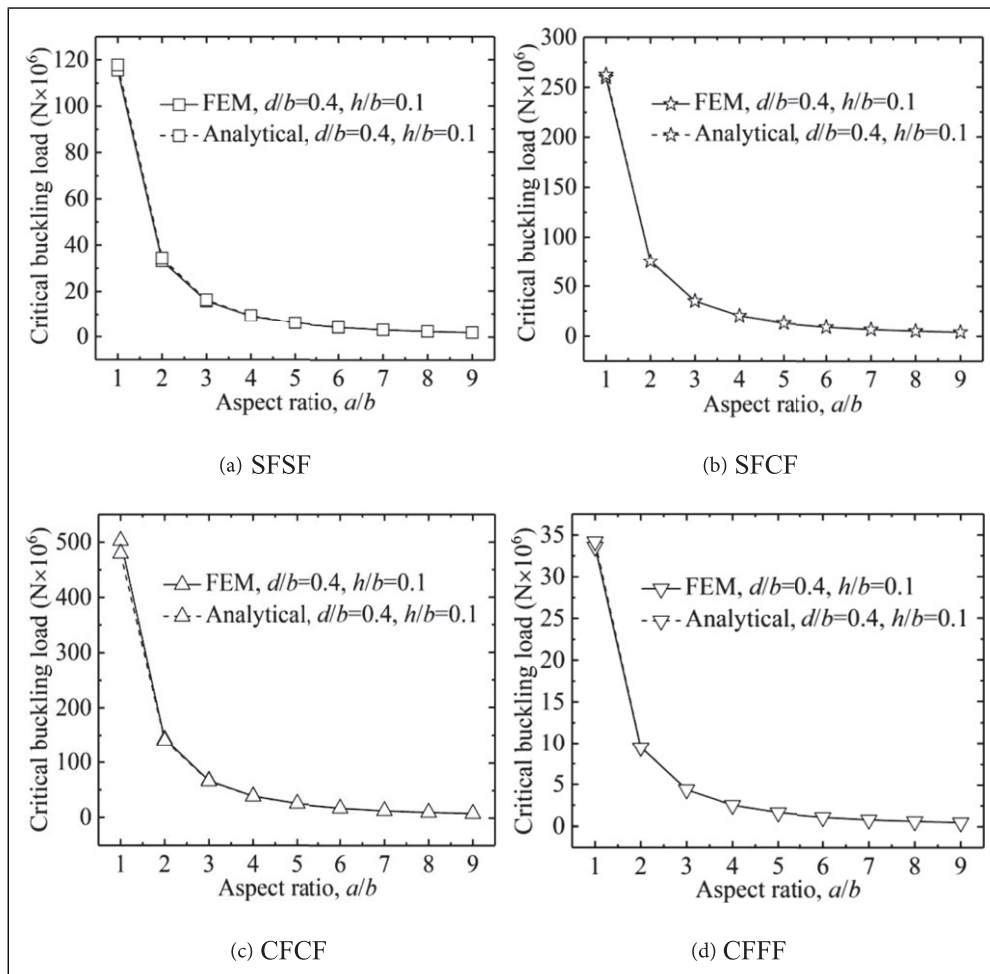 120
100
80
60
40
20
0
Critical buckling load (N×10⁶)
FEM, d/b=0.4, h/b=0.1
Analytical, d/b=0.4, h/b=0.1
1 2 3 4 5 6 7 8 9
Aspect ratio, a/b
(a) SFSF
300
250
200
150
100
50
0
Critical buckling load (N×10⁶)
FEM, d/b=0.4, h/b=0.1
Analytical, d/b=0.4, h/b=0.1
1 2 3 4 5 6 7 8 9
Aspect ratio, a/b
(b) SFCF
500
400
300
200
100
0
Critical buckling load (N×10⁶)
FEM, d/b=0.4, h/b=0.1
Analytical, d/b=0.4, h/b=0.1
1 2 3 4 5 6 7 8 9
Aspect ratio, a/b
(c) CFCF
35
30
25
20
15
10
5
0
Critical buckling load (N×10⁶)
FEM, d/b=0.4, h/b=0.1
Analytical, d/b=0.4, h/b=0.1
1 2 3 4 5 6 7 8 9
Aspect ratio, a/b
(d) CFFF